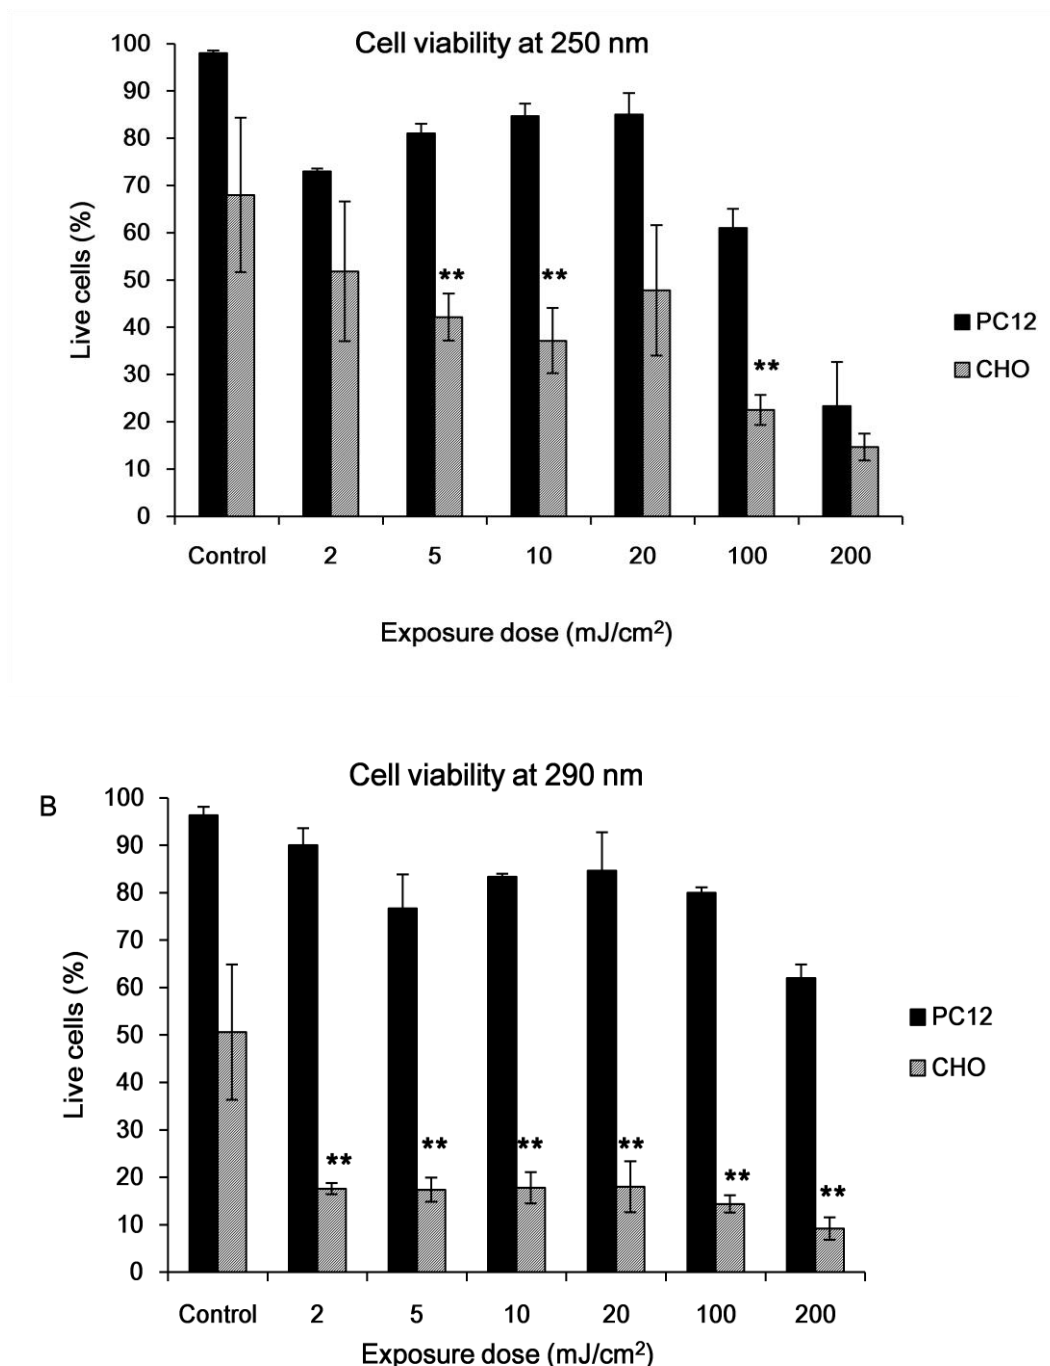 Cell viability at 250 nm
100
90
80
70
60
50
40
30
20
10
0
Live cells (%)
** ** **
PC12
CHO
Control 2 5 10 20 100 200
Exposure dose (mJ/cm²)
B
Cell viability at 290 nm
100
90
80
70
60
50
40
30
20
10
0
Live cells (%)
** ** ** ** ** **
PC12
CHO
Control 2 5 10 20 100 200
Exposure dose (mJ/cm²)